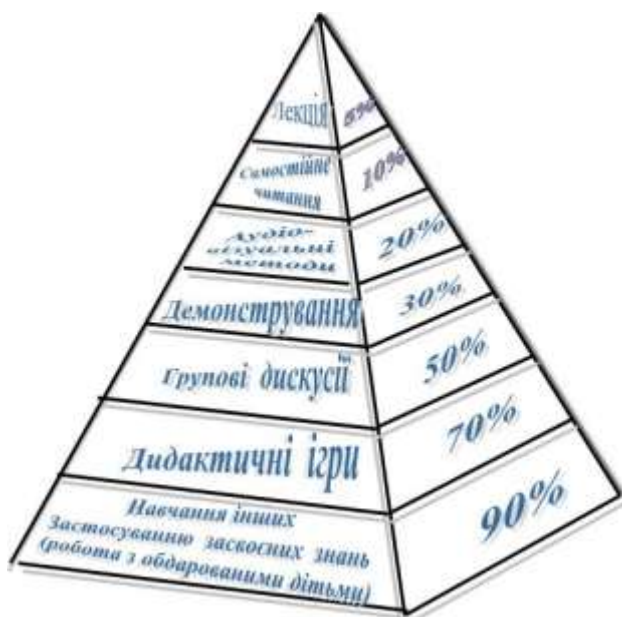 Лекція
5%
Самостійне
читання
10%
Аудіо-
візуальні
методи
20%
Демонстрування
30%
Групові дискусії
50%
Дидактичні ігри
70%
Навчання інших
Застосуванню засвоєних знань
(робота з обдарованими дітьми)
90%